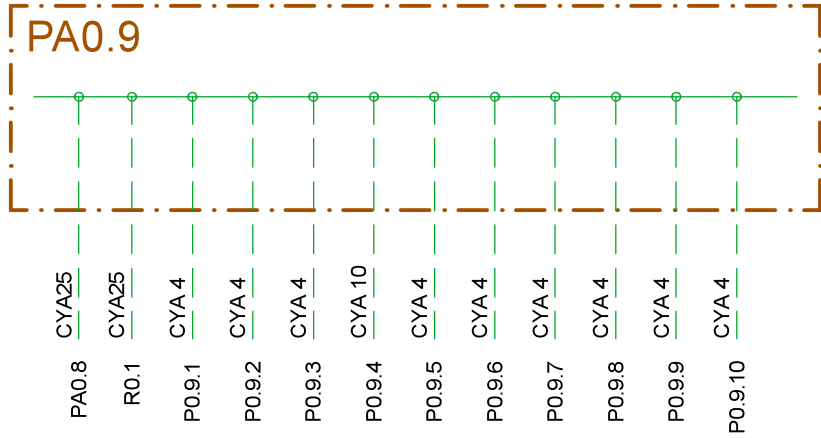 PA0.9
CYA25
CYA25
CYA 4
CYA 4
CYA 4
CYA 10
CYA 4
CYA 4
CYA 4
CYA 4
CYA 4
CYA 4
PA0.8
R0.1
P0.9.1
P0.9.2
P0.9.3
P0.9.4
P0.9.5
P0.9.6
P0.9.7
P0.9.8
P0.9.9
P0.9.10